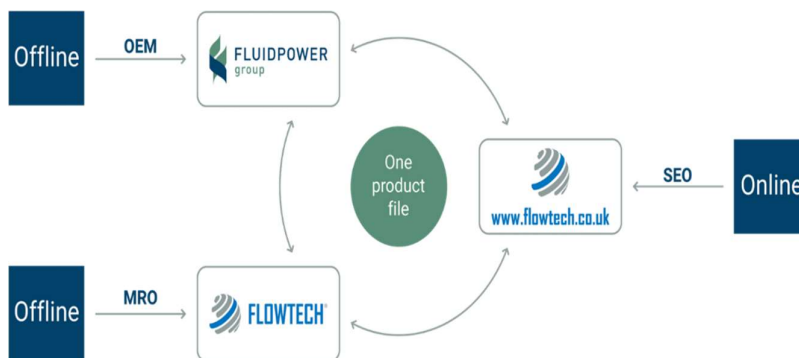 Offline
OEM
FLUIDPOWER
group
One
product
file
www.flowtech.co.uk
SEO
Online
Offline
MRO
FLOWTECH®